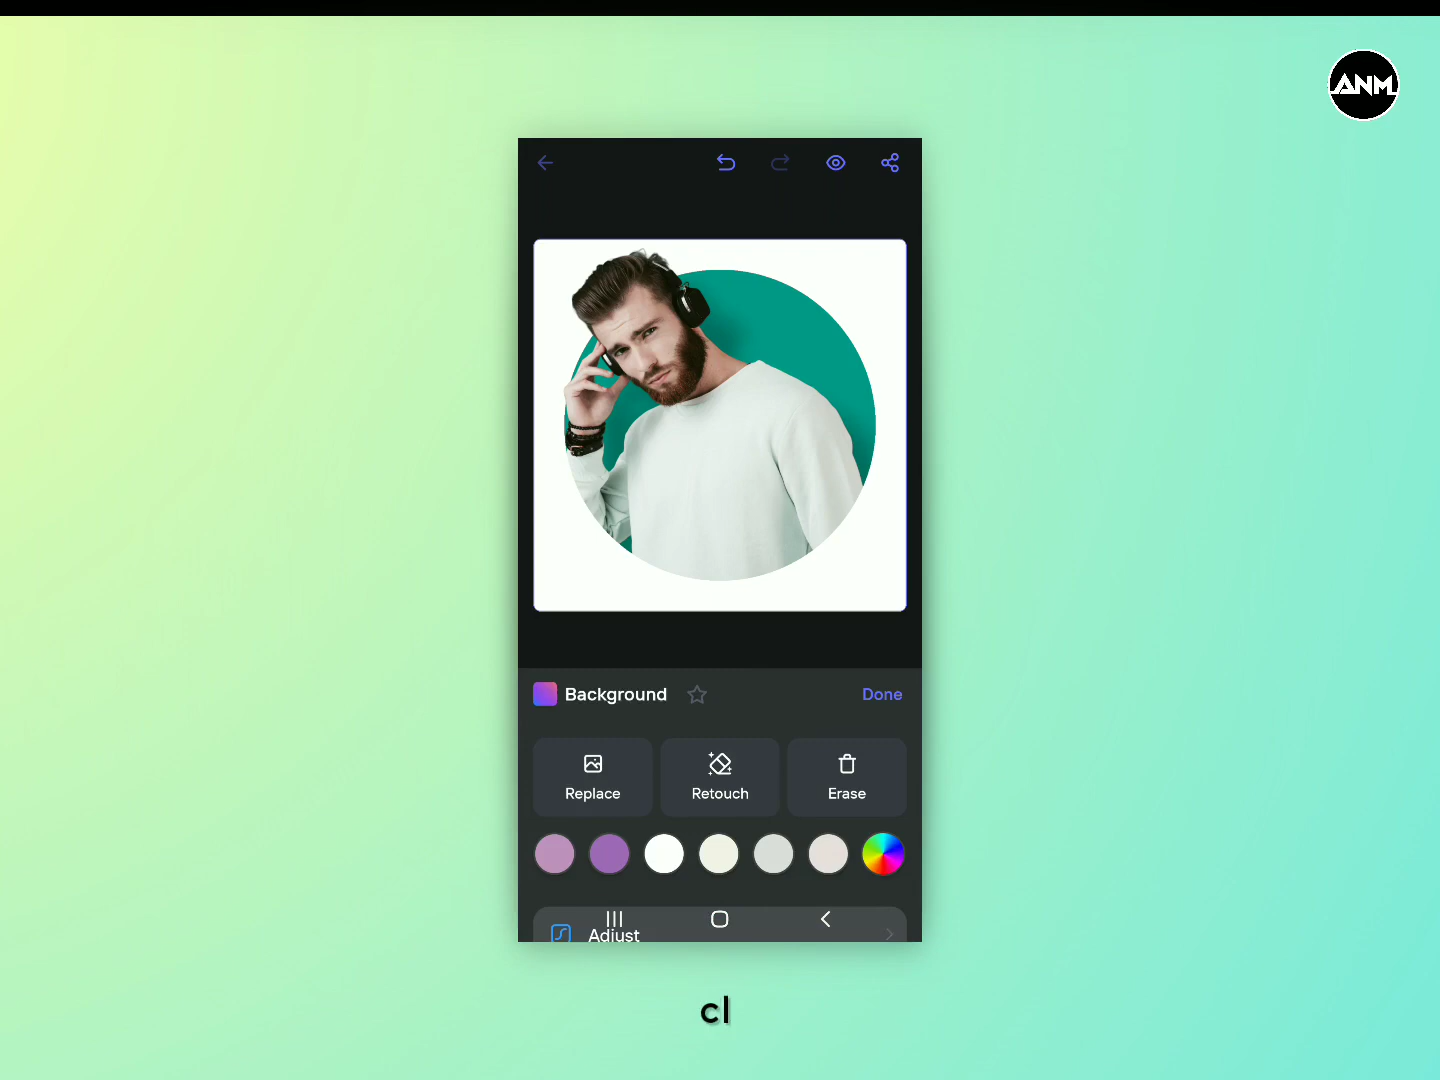 ANM
Background
Done
Replace
Retouch
Erase
Adjust
cl